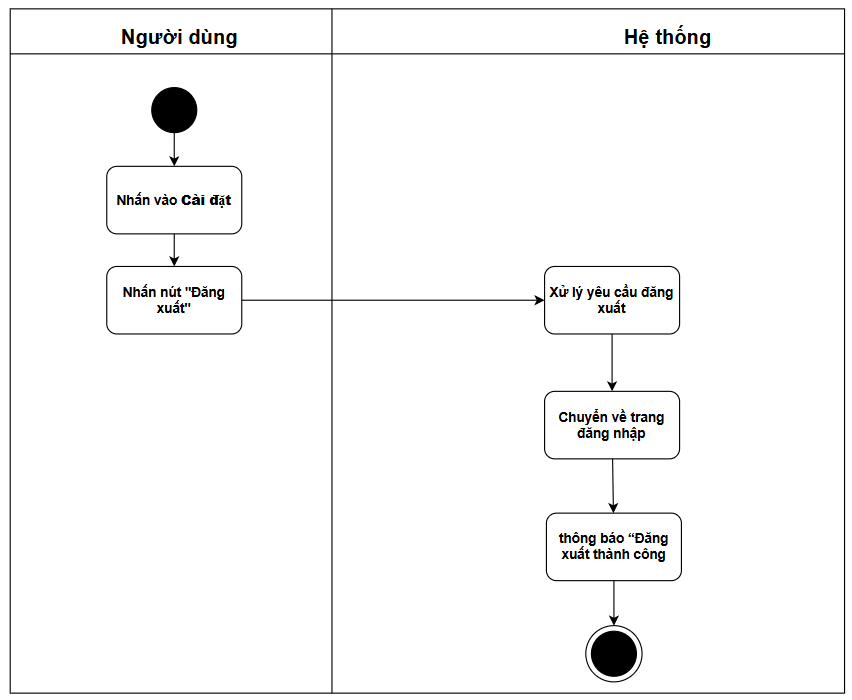 Người dùng
Hệ thống
Nhấn vào Cài đặt
Nhấn nút "Đăng
xuất"
Xử lý yêu cầu đăng
xuất
Chuyển về trang
đăng nhập
thông báo “Đăng
xuất thành công